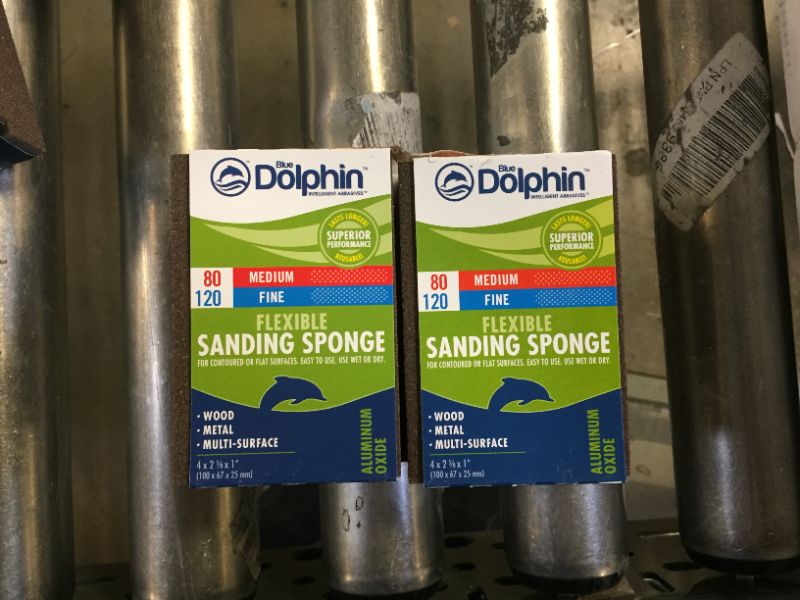 Blue
Dolphin™
INTELLIGENT ABRASIVES™
LASTS LONGER!
SUPERIOR
PERFORMANCE
REUSABLE!
80 MEDIUM
120 FINE
FLEXIBLE
SANDING SPONGE
FOR CONTOURED OR FLAT SURFACES. EASY TO USE. USE WET OR DRY.
• WOOD
• METAL
• MULTI-SURFACE
4 x 2 ⅝ x 1"
(100 x 67 x 25 mm)
ALUMINUM
OXIDE
Blue
Dolphin™
INTELLIGENT ABRASIVES™
LASTS LONGER!
SUPERIOR
PERFORMANCE
REUSABLE!
80 MEDIUM
120 FINE
FLEXIBLE
SANDING SPONGE
FOR CONTOURED OR FLAT SURFACES. EASY TO USE. USE WET OR DRY.
• WOOD
• METAL
• MULTI-SURFACE
4 x 2 ⅝ x 1"
(100 x 67 x 25 mm)
ALUMINUM
OXIDE